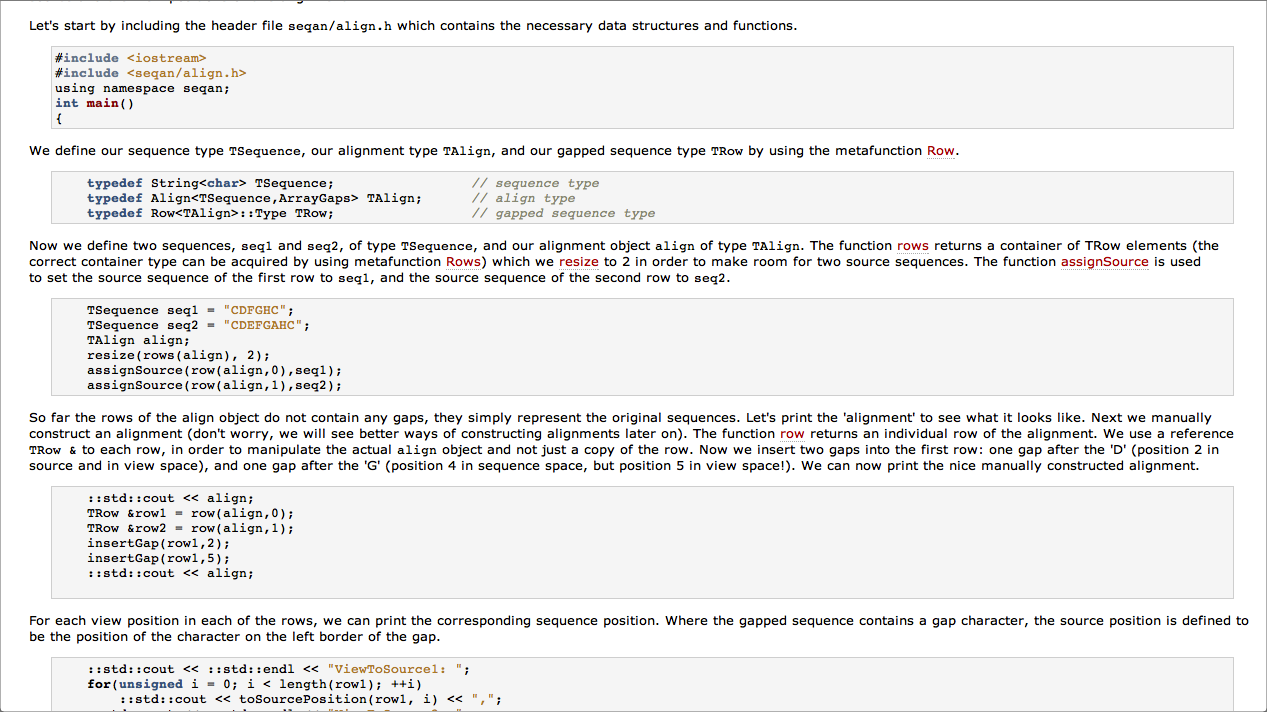 Let's start by including the header file seqan/align.h which contains the necessary data structures and functions.
#include <iostream>
#include <seqan/align.h>
using namespace seqan;
int main()
{
We define our sequence type TSequence, our alignment type TAlign, and our gapped sequence type TRow by using the metafunction Row.
typedef String<char> TSequence; // sequence type
typedef Align<TSequence,ArrayGaps> TAlign; // align type
typedef Row<TAlign>::Type TRow; // gapped sequence type
Now we define two sequences, seq1 and seq2, of type TSequence, and our alignment object align of type TAlign. The function rows returns a container of TRow elements (the
correct container type can be acquired by using metafunction Rows) which we resize to 2 in order to make room for two source sequences. The function assignSource is used
to set the source sequence of the first row to seq1, and the source sequence of the second row to seq2.
TSequence seq1 = "CDFGHC";
TSequence seq2 = "CDEFGAHC";
TAlign align;
resize(rows(align), 2);
assignSource(row(align,0),seq1);
assignSource(row(align,1),seq2);
So far the rows of the align object do not contain any gaps, they simply represent the original sequences. Let's print the 'alignment' to see what it looks like. Next we manually
construct an alignment (don't worry, we will see better ways of constructing alignments later on). The function row returns an individual row of the alignment. We use a reference
TRow & to each row, in order to manipulate the actual align object and not just a copy of the row. Now we insert two gaps into the first row: one gap after the 'D' (position 2 in
source and in view space), and one gap after the 'G' (position 4 in sequence space, but position 5 in view space!). We can now print the nice manually constructed alignment.
::std::cout << align;
TRow &row1 = row(align,0);
TRow &row2 = row(align,1);
insertGap(row1,2);
insertGap(row1,5);
::std::cout << align;
For each view position in each of the rows, we can print the corresponding sequence position. Where the gapped sequence contains a gap character, the source position is defined to
be the position of the character on the left border of the gap.
::std::cout << ::std::endl << "ViewToSource1: ";
for(unsigned i = 0; i < length(row1); ++i)
::std::cout << toSourcePosition(row1, i) << ",";